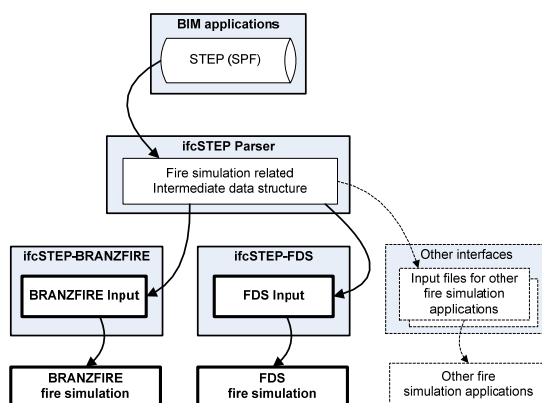 BIM applications
STEP (SPF)
ifcSTEP Parser
Fire simulation related
Intermediate data structure
ifcSTEP-BRANZFIRE
BRANZFIRE Input
ifcSTEP-FDS
FDS Input
Other interfaces
Input files for other
fire simulation
applications
BRANZFIRE
fire simulation
FDS
fire simulation
Other fire
simulation applications